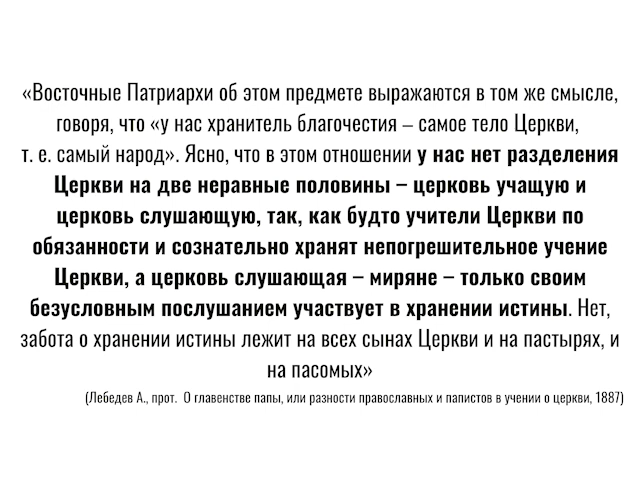 «Восточные Патриархи об этом предмете выражаются в том же смысле,
говоря, что «у нас хранитель благочестия – самое тело Церкви,
т. е. самый народ». Ясно, что в этом отношении у нас нет разделения
Церкви на две неравные половины – церковь учащую и
церковь слушающую, так, как будто учители Церкви по
обязанности и сознательно хранят непогрешительное учение
Церкви, а церковь слушающая – миряне – только своим
безусловным послушанием участвует в хранении истины. Нет,
забота о хранении истины лежит на всех сынах Церкви и на пастырях, и
на пасомых»
(Лебедев А., прот. О главенстве папы, или разности православных и папистов в учении о церкви, 1887)